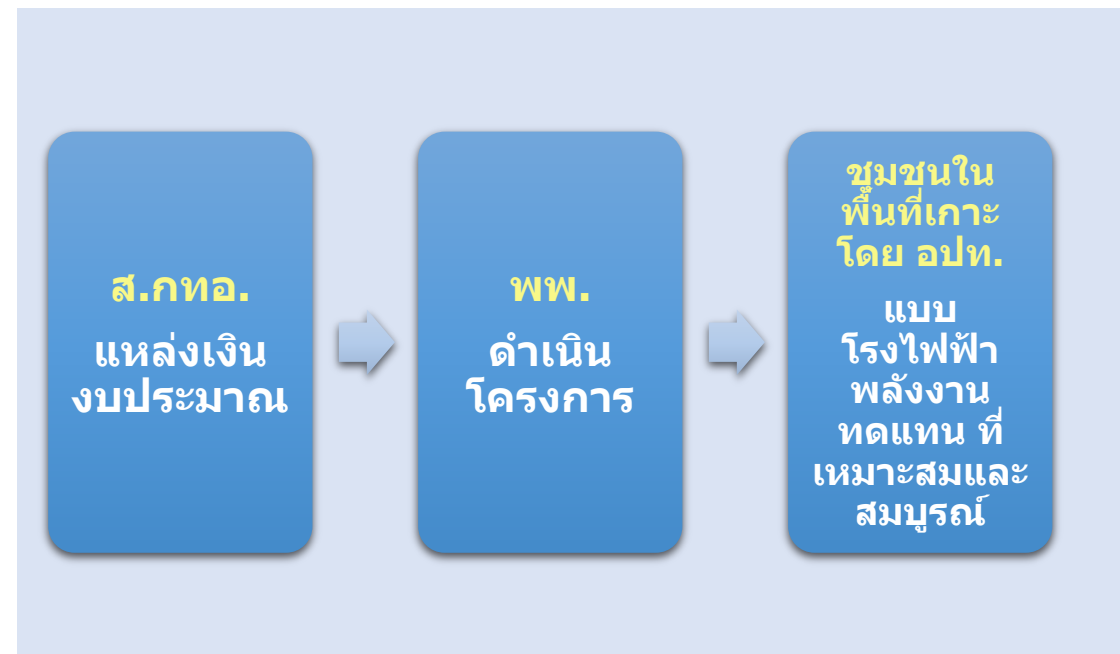 ส.กทอ.
แหล่งเงิน
งบประมาณ
พพ.
ดำเนิน
โครงการ
ชุมชนใน
พื้นที่เกาะ
โดย อปท.
แบบ
โรงไฟฟ้า
พลังงาน
ทดแทน ที่
เหมาะสมและ
สมบูรณ์